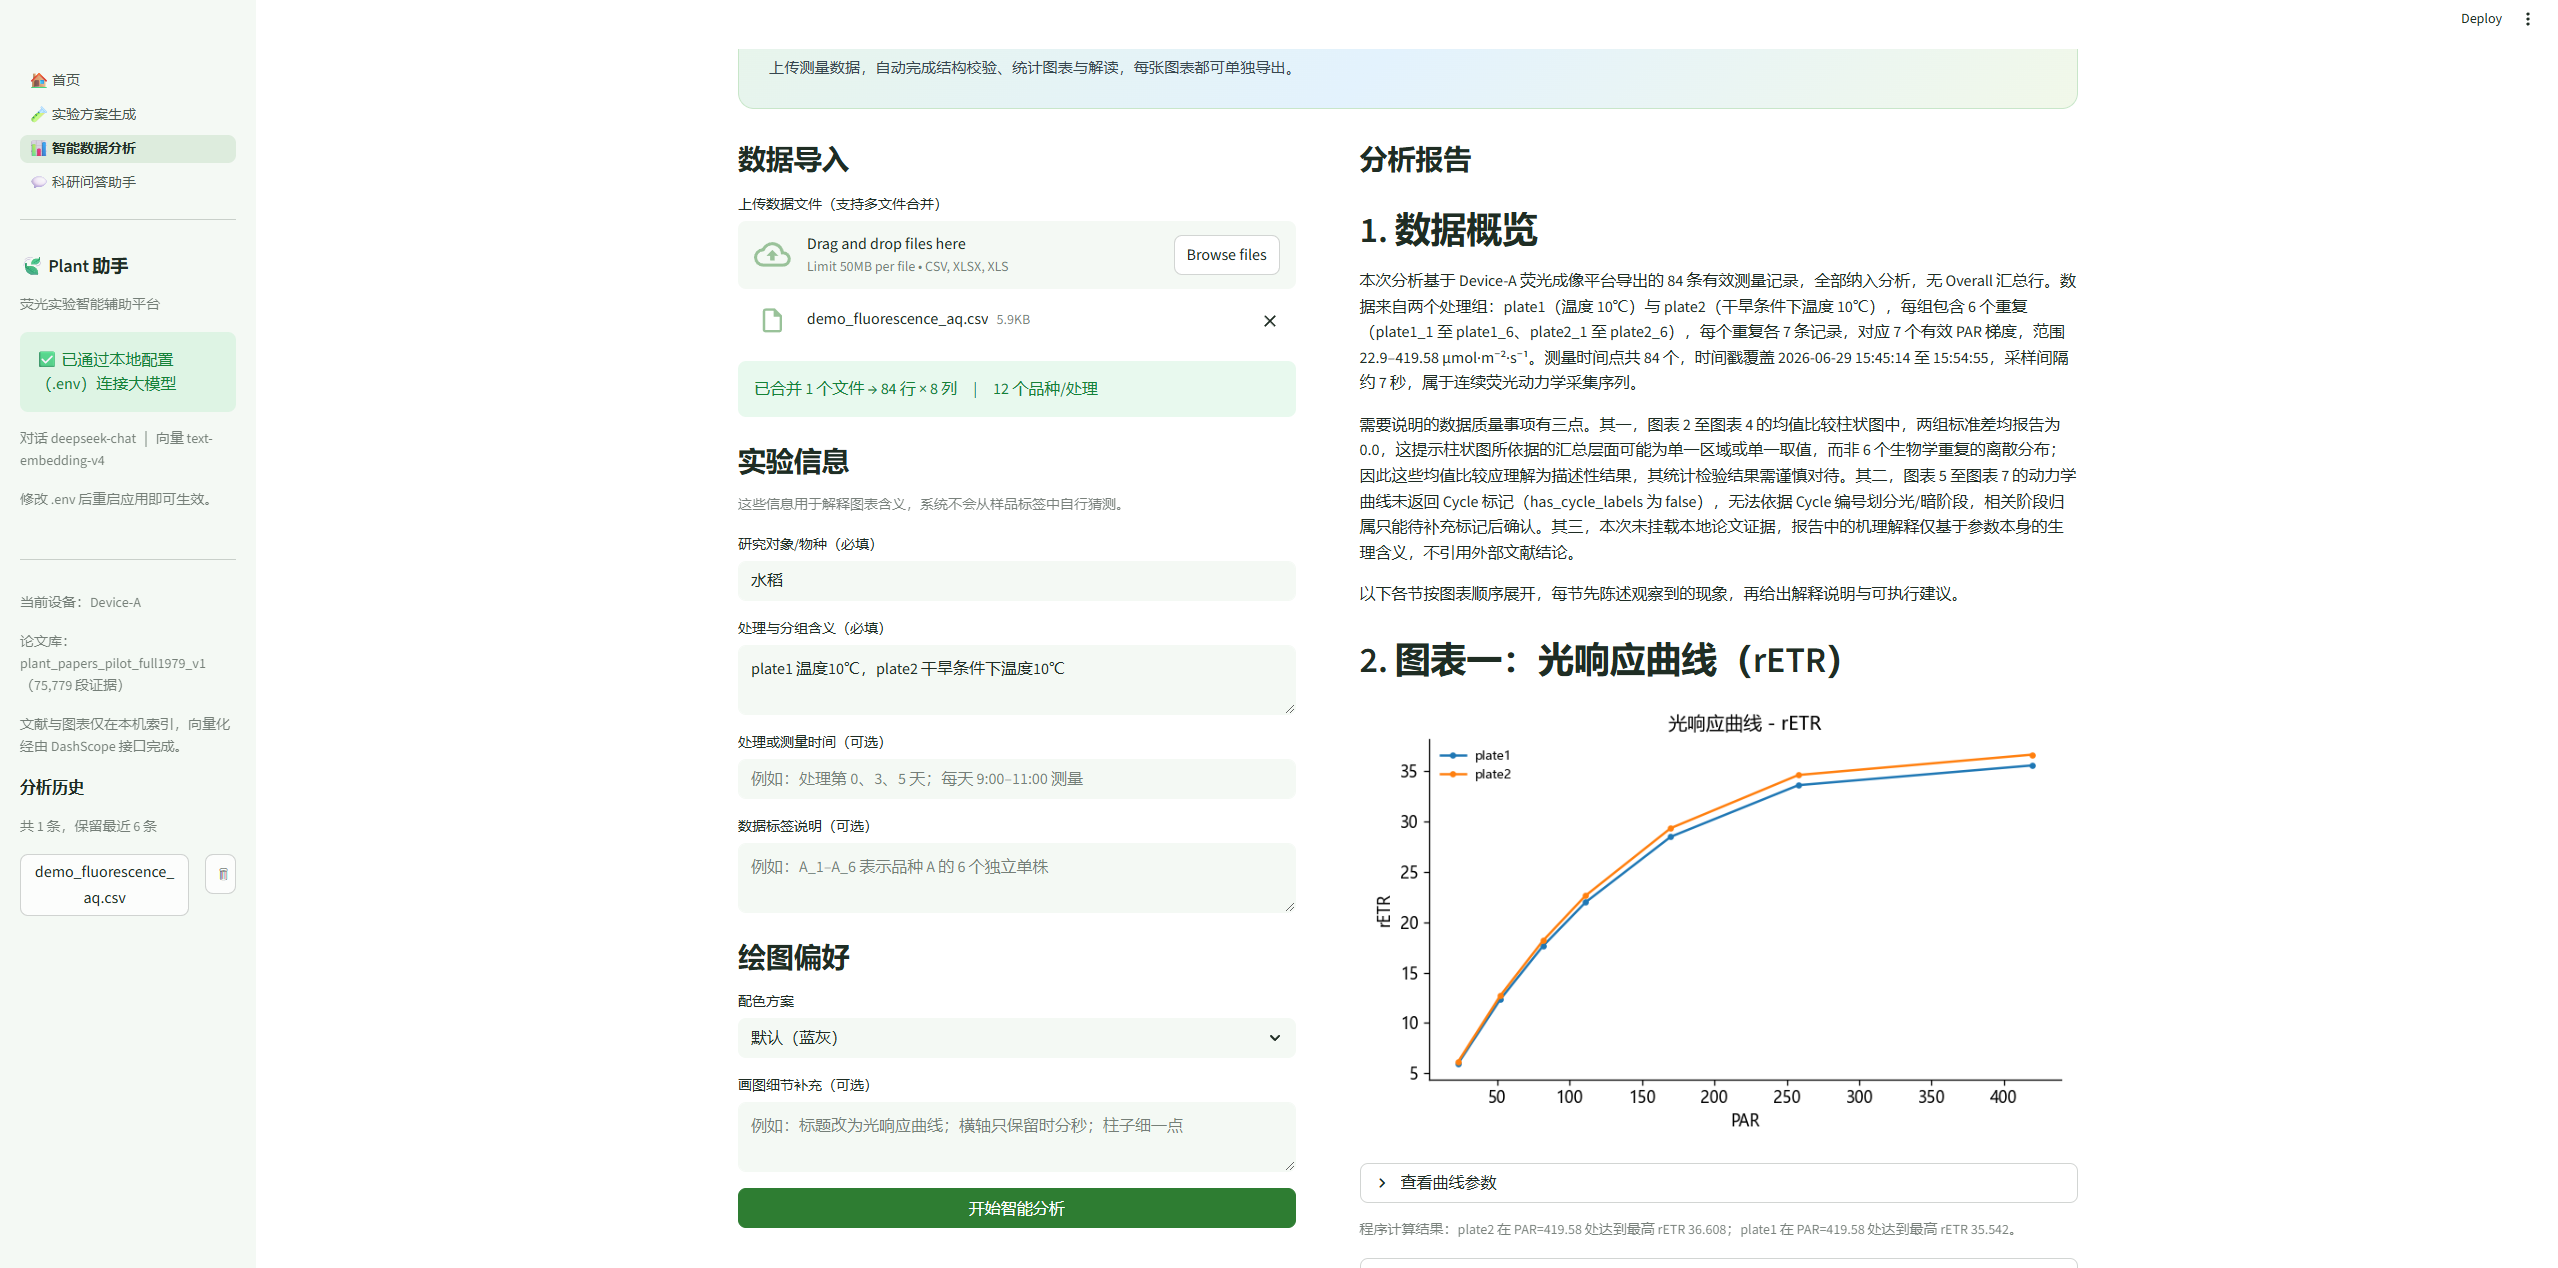 Deploy
首页
实验方案生成
智能数据分析
科研问答助手
Plant 助手
荧光实验智能辅助平台
已通过本地配置
（.env）连接大模型
对话 deepseek-chat ｜ 向量 text-
embedding-v4
修改 .env 后重启应用即可生效。
当前设备：Device-A
论文库：
plant_papers_pilot_full1979_v1
（75,779 段证据）
文献与图表仅在本机索引，向量化
经由 DashScope 接口完成。
分析历史
共 1 条，保留最近 6 条
demo_fluorescence_
aq.csv
上传测量数据，自动完成结构校验、统计图表与解读，每张图表都可单独导出。
数据导入
上传数据文件（支持多文件合并）
Drag and drop files here
Limit 50MB per file • CSV, XLSX, XLS
Browse files
demo_fluorescence_aq.csv 5.9KB
已合并 1 个文件 → 84 行 × 8 列 ｜ 12 个品种/处理
实验信息
这些信息用于解释图表含义，系统不会从样品标签中自行猜测。
研究对象/物种（必填）
水稻
处理与分组含义（必填）
plate1 温度10℃，plate2 干旱条件下温度10℃
处理或测量时间（可选）
例如：处理第 0、3、5 天；每天 9:00–11:00 测量
数据标签说明（可选）
例如：A_1–A_6 表示品种 A 的 6 个独立单株
绘图偏好
配色方案
默认（蓝灰）
画图细节补充（可选）
例如：标题改为光响应曲线；横轴只保留时分秒；柱子细一点
开始智能分析
分析报告
1. 数据概览
本次分析基于 Device-A 荧光成像平台导出的 84 条有效测量记录，全部纳入分析，无 Overall 汇总行。数
据来自两个处理组：plate1（温度 10℃）与 plate2（干旱条件下温度 10℃），每组包含 6 个重复
（plate1_1 至 plate1_6、plate2_1 至 plate2_6），每个重复各 7 条记录，对应 7 个有效 PAR 梯度，范围
22.9–419.58 μmol·m⁻²·s⁻¹。测量时间点共 84 个，时间戳覆盖 2026-06-29 15:45:14 至 15:54:55，采样间隔
约 7 秒，属于连续荧光动力学采集序列。
需要说明的数据质量事项有三点。其一，图表 2 至图表 4 的均值比较柱状图中，两组标准差均报告为
0.0，这提示柱状图所依据的汇总层面可能为单一区域或单一取值，而非 6 个生物学重复的离散分布；
因此这些均值比较应理解为描述性结果，其统计检验结果需谨慎对待。其二，图表 5 至图表 7 的动力学
曲线未返回 Cycle 标记（has_cycle_labels 为 false），无法依据 Cycle 编号划分光/暗阶段，相关阶段归
属只能待补充标记后确认。其三，本次未挂载本地论文证据，报告中的机理解释仅基于参数本身的生
理含义，不引用外部文献结论。
以下各节按图表顺序展开，每节先陈述观察到的现象，再给出解释说明与可执行建议。
2. 图表一：光响应曲线（rETR）
光响应曲线 - rETR
plate1
plate2
35
30
25
20
15
10
5
rETR
50 100 150 200 250 300 350 400
PAR
查看曲线参数
程序计算结果：plate2 在 PAR=419.58 处达到最高 rETR 36.608；plate1 在 PAR=419.58 处达到最高 rETR 35.542。